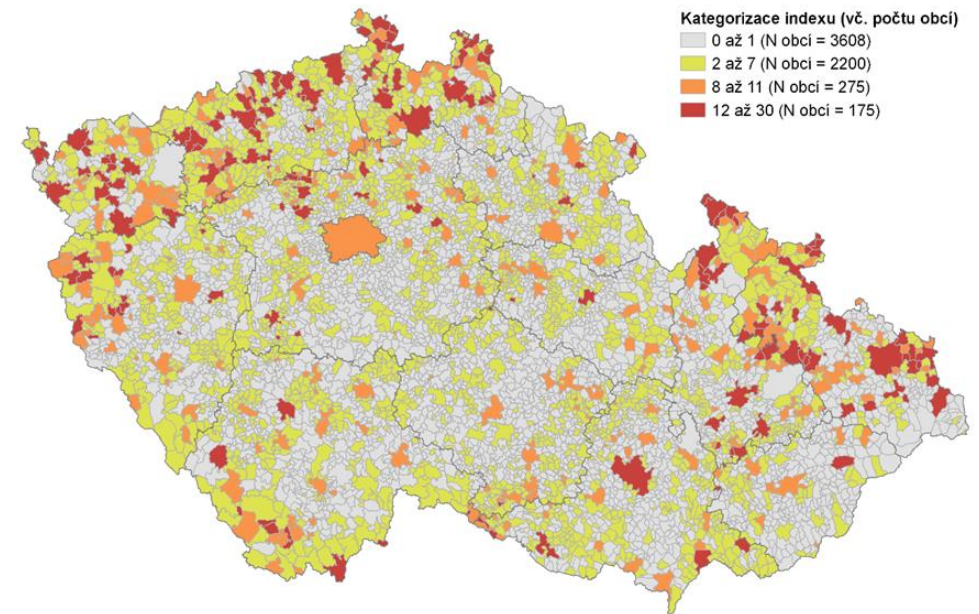 Kategorizace indexu (vč. počtu obcí)
0 až 1 (N obcí = 3608)
2 až 7 (N obcí = 2200)
8 až 11 (N obcí = 275)
12 až 30 (N obcí = 175)